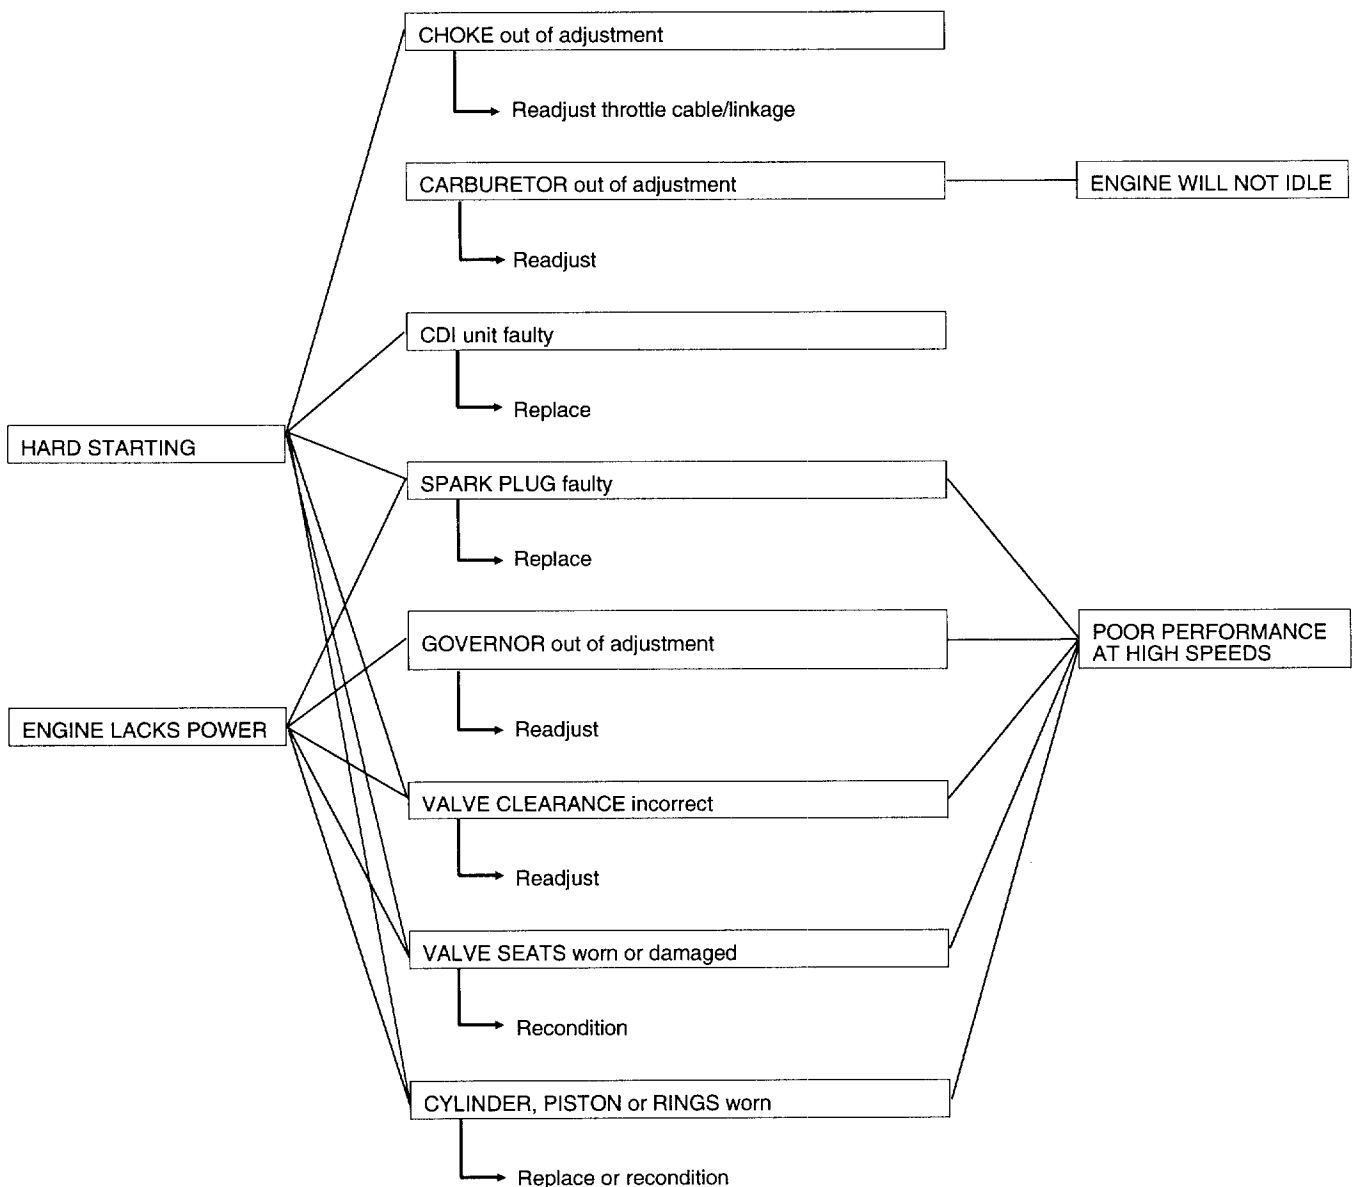 CHOKE out of adjustment
Readjust throttle cable/linkage
CARBURETOR out of adjustment
ENGINE WILL NOT IDLE
Readjust
CDI unit faulty
Replace
HARD STARTING
SPARK PLUG faulty
Replace
GOVERNOR out of adjustment
POOR PERFORMANCE
AT HIGH SPEEDS
ENGINE LACKS POWER
Readjust
VALVE CLEARANCE incorrect
Readjust
VALVE SEATS worn or damaged
Recondition
CYLINDER, PISTON or RINGS worn
Replace or recondition